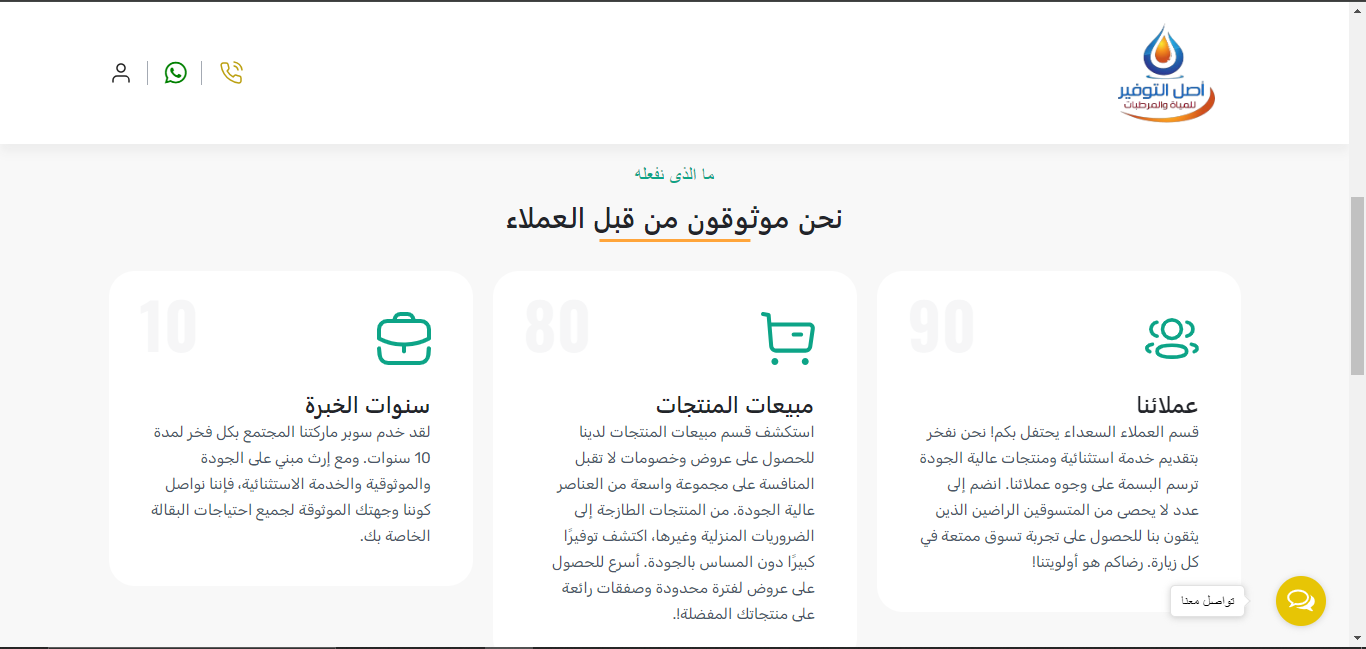 أصل التوفير
للمياة والمرطبات
ما الذى نفعله
نحن موثوقون من قبل العملاء
90
عملائنا
قسم العملاء السعداء يحتفل بكم! نحن نفخر
بتقديم خدمة استثنائية ومنتجات عالية الجودة
ترسم البسمة على وجوه عملائنا. انضم إلى
عدد لا يحصى من المتسوقين الراضين الذين
يثقون بنا للحصول على تجربة تسوق ممتعة في
كل زيارة. رضاكم هو أولويتنا!
80
مبيعات المنتجات
استكشف قسم مبيعات المنتجات لدينا
للحصول على عروض وخصومات لا تقبل
المنافسة على مجموعة واسعة من العناصر
عالية الجودة. من المنتجات الطازجة إلى
الضروريات المنزلية وغيرها، اكتشف توفيرًا
كبيرًا دون المساس بالجودة. أسرع للحصول
على عروض لفترة محدودة وصفقات رائعة
على منتجاتك المفضلة!.
10
سنوات الخبرة
لقد خدم سوبر ماركتنا المجتمع بكل فخر لمدة
10 سنوات. ومع إرث مبني على الجودة
والموثوقية والخدمة الاستثنائية، فإننا نواصل
كوننا وجهتك الموثوقة لجميع احتياجات البقالة
الخاصة بك.
تواصل معنا